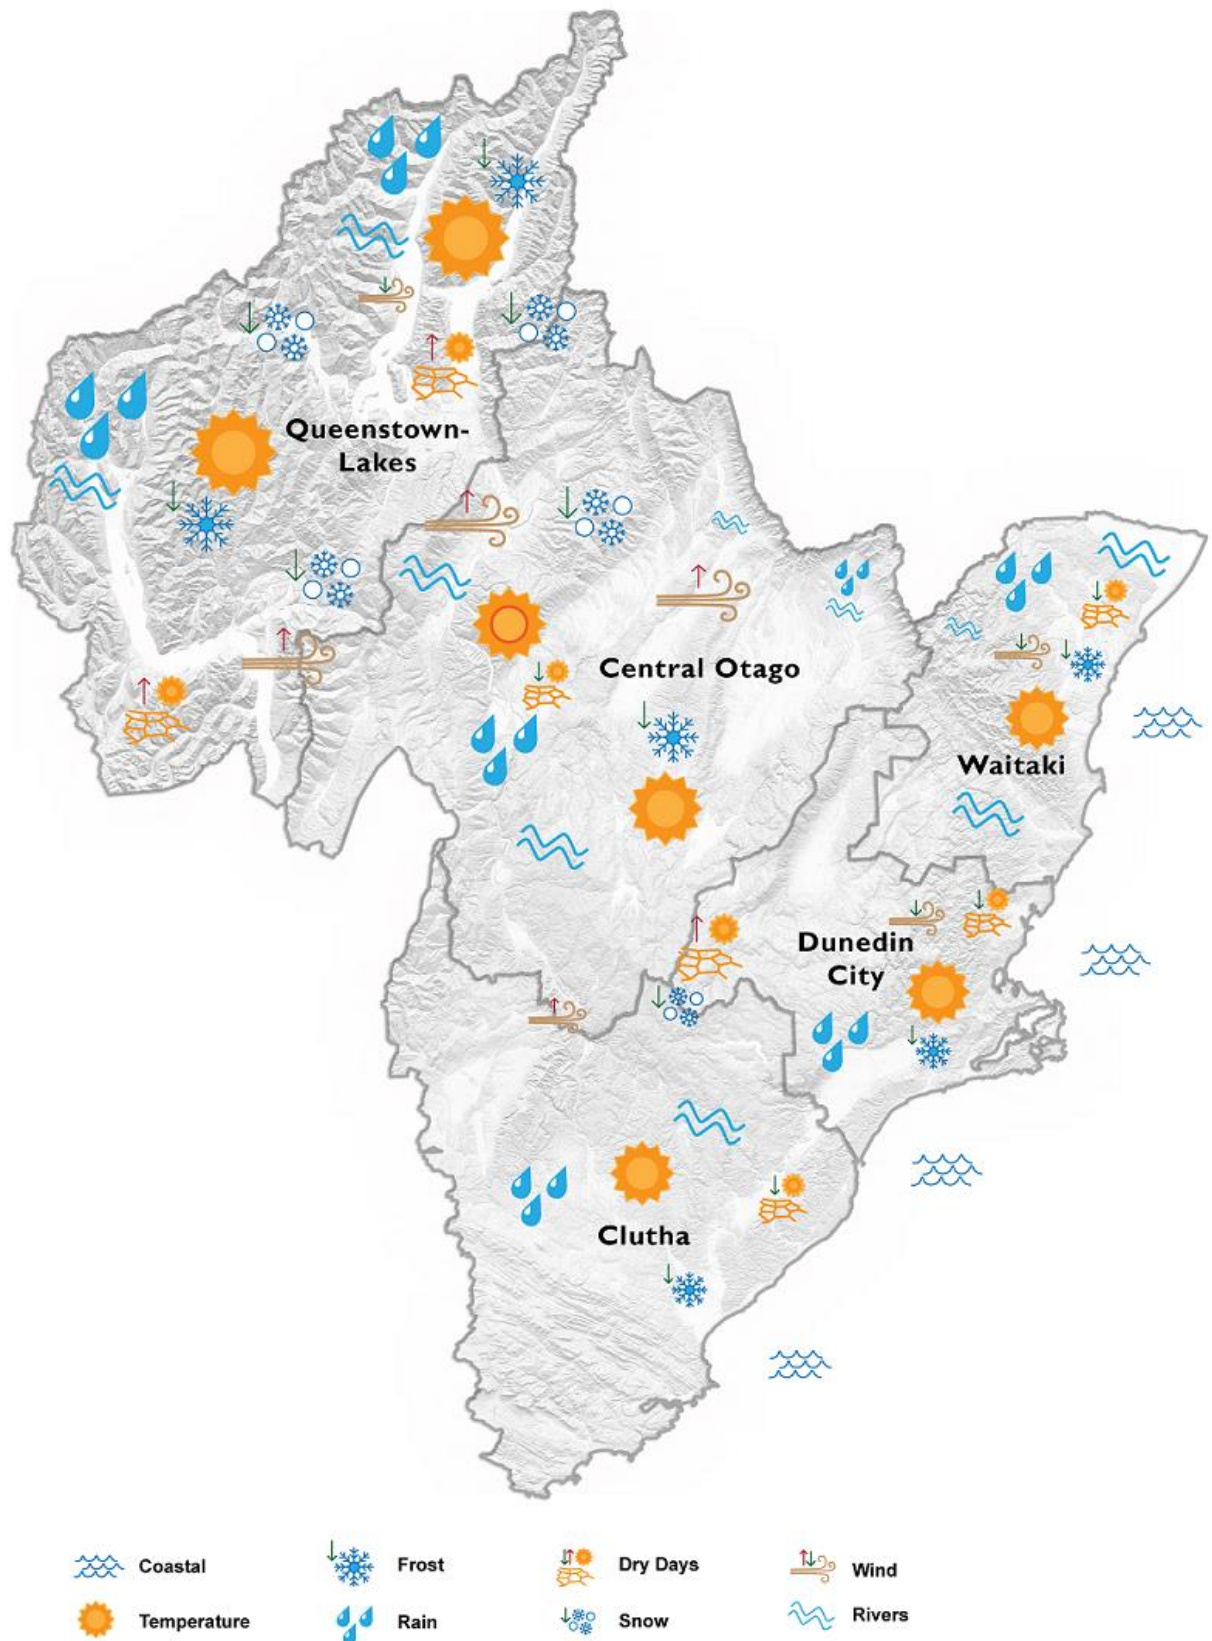 Queenstown-
Lakes
Central Otago
Waitaki
Dunedin
City
Clutha
Coastal
Frost
Dry Days
Wind
Temperature
Rain
Snow
Rivers